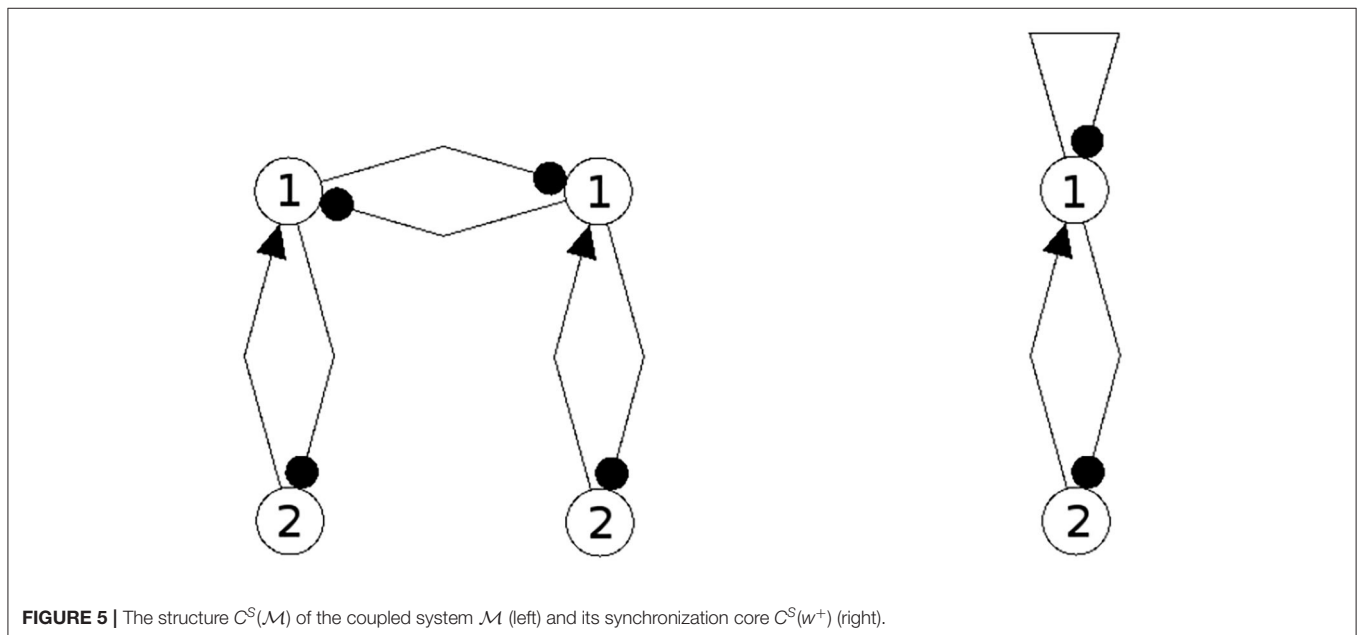 1 1 1
2 2 2
FIGURE 5 | The structure C^S(ℳ) of the coupled system ℳ (left) and its synchronization core C^S(w⁺) (right).